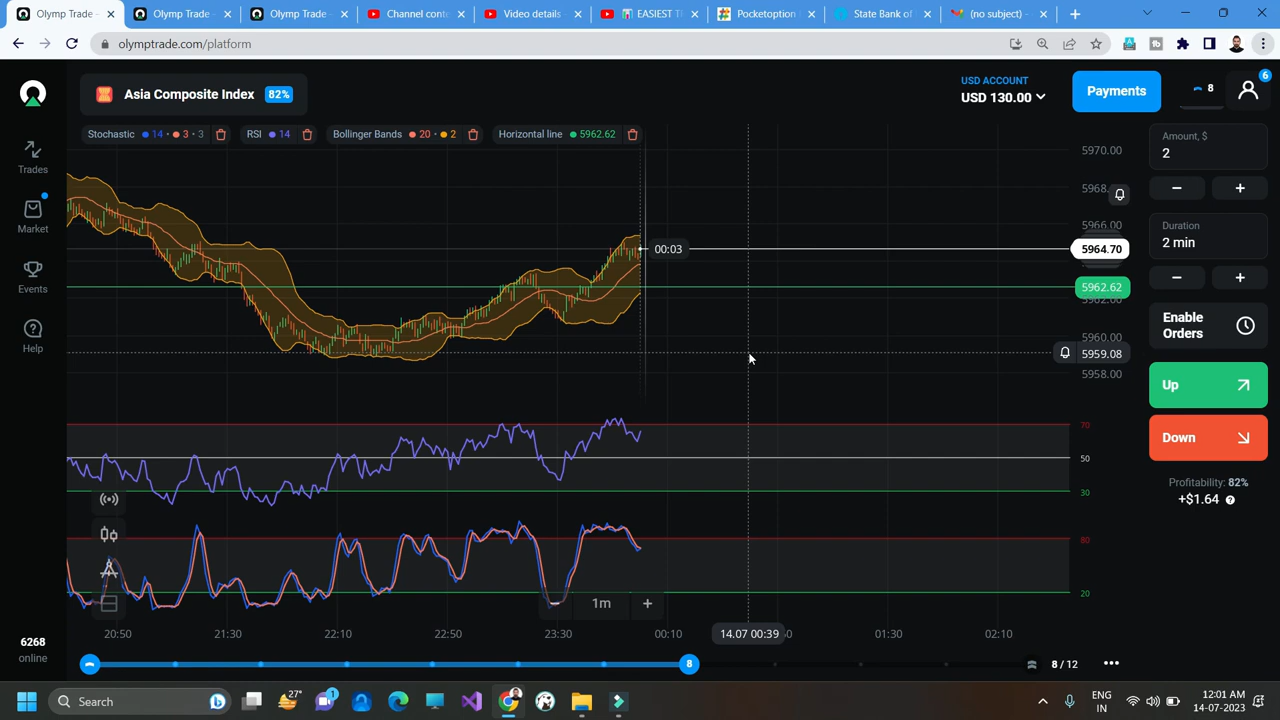 Olymp Trade -
Olymp Trade -
Olymp Trade -
Channel conte
Video details -
EASIEST T
Pocketoption
State Bank of
(no subject) -
olymptrade.com/platform
Asia Composite Index 82%
USD ACCOUNT
USD 130.00
Payments
8
6
Stochastic 14 · 3 · 3
RSI 14
Bollinger Bands 20 · 2
Horizontal line 5962.62
Trades
Market
Events
Help
6268
online
5970.00
5968.
5966.00
5964.70
5962.62
5962.00
5960.00
5959.08
5958.00
00:03
70
50
30
80
20
Amount, $
2
Duration
2 min
Enable
Orders
Up
Down
Profitability: 82%
+$1.64
1m
20:50
21:30
22:10
22:50
23:30
00:10
14.07 00:39
01:30
02:10
8
8 / 12
Search
27°
1
ENG
IN
12:01 AM
14-07-2023